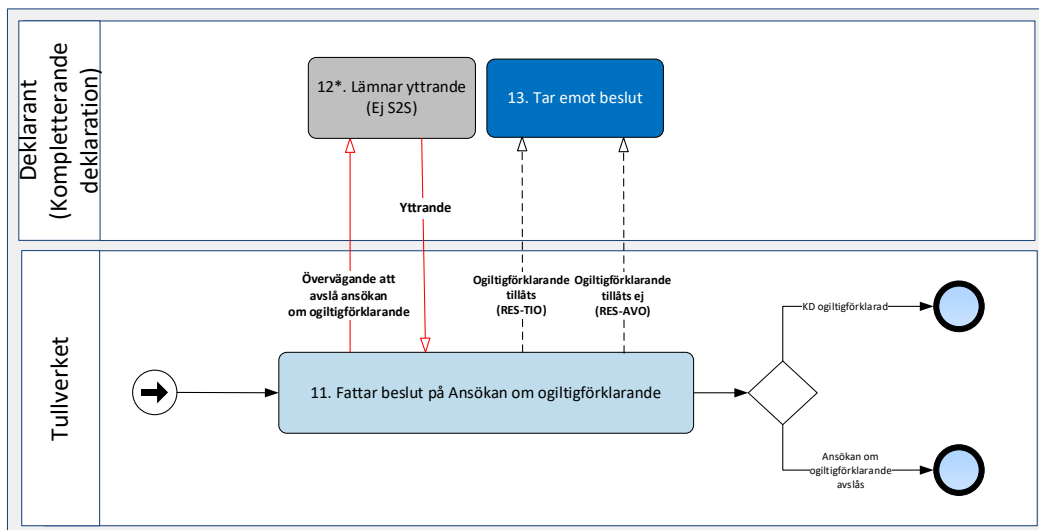 Deklarant
(Kompletterande
deklaration)
12*. Lämnar yttrande
(Ej S2S)
13. Tar emot beslut
Yttrande
Tullverket
Övervägande att
avslå ansökan
om ogiltigförklarande
Ogiltigförklarande
tillåts
(RES-TIO)
Ogiltigförklarande
tillåts ej
(RES-AVO)
11. Fattar beslut på Ansökan om ogiltigförklarande
KD ogiltigförklarad
Ansökan om
ogiltigförklarande
avslås